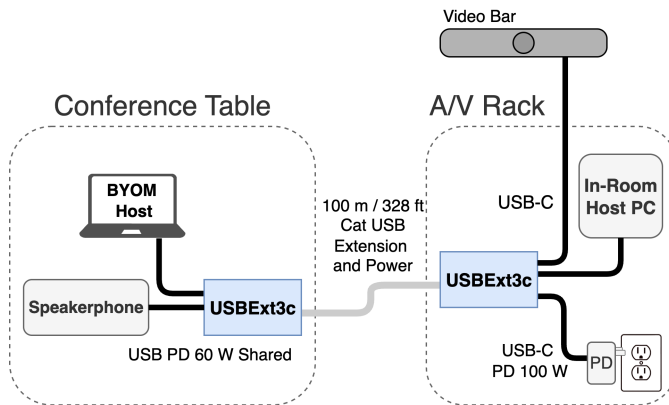 Video Bar
Conference Table
A/V Rack
BYOM
Host
100 m / 328 ft
Cat USB
Extension
and Power
USB-C
In-Room
Host PC
Speakerphone
USBExt3c
USBExt3c
USB PD 60 W Shared
USB-C
PD 100 W
PD